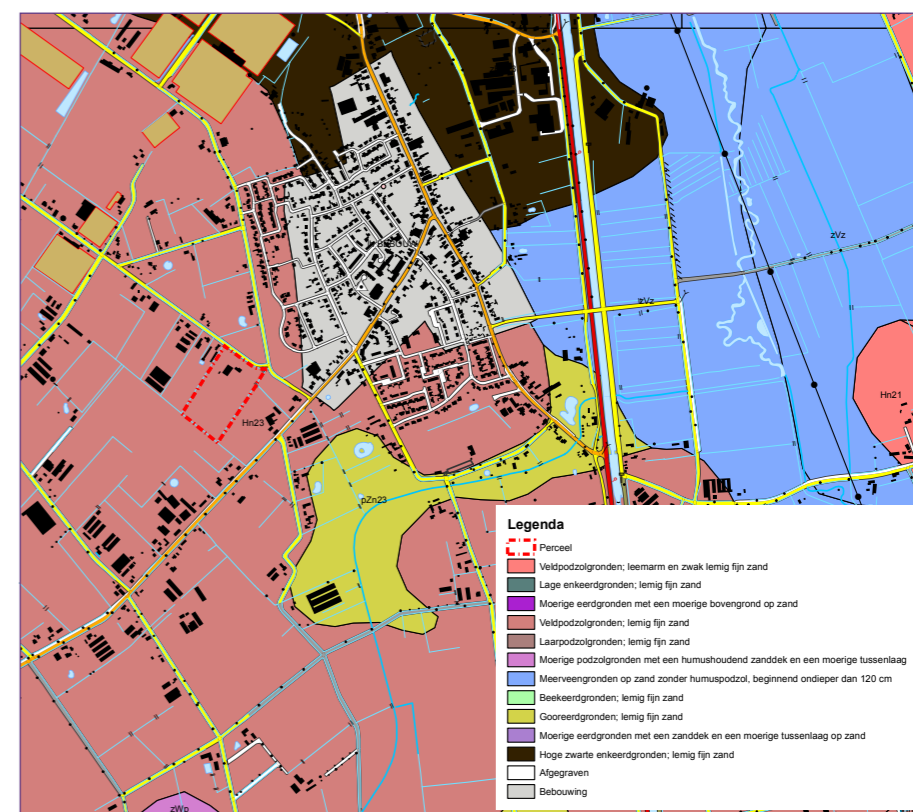 BEBOUW
zVz
zVz
Hn21
Hn23
pZn23
zWp
Legenda
Perceel
Veldpodzolgronden; leemarm en zwak lemig fijn zand
Lage enkeerdgronden; lemig fijn zand
Moerige eerdgronden met een moerige bovengrond op zand
Veldpodzolgronden; lemig fijn zand
Laarpodzolgronden; lemig fijn zand
Moerige podzolgronden met een humushoudend zanddek en een moerige tussenlaag
Meerveengronden op zand zonder humuspodzol, beginnend ondieper dan 120 cm
Beekeerdgronden; lemig fijn zand
Gooreerdgronden; lemig fijn zand
Moerige eerdgronden met een zanddek en een moerige tussenlaag op zand
Hoge zwarte enkeerdgronden; lemig fijn zand
Afgegraven
Bebouwing